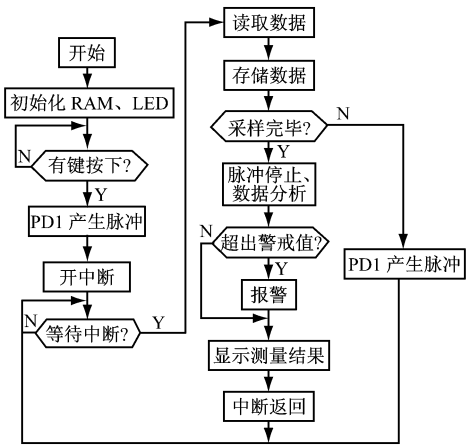 开始
初始化 RAM、LED
有键按下?
N
Y
PD1 产生脉冲
开中断
等待中断?
N
Y
读取数据
存储数据
采样完毕?
N
Y
脉冲停止、
数据分析
超出警戒值?
N
Y
报警
PD1 产生脉冲
显示测量结果
中断返回